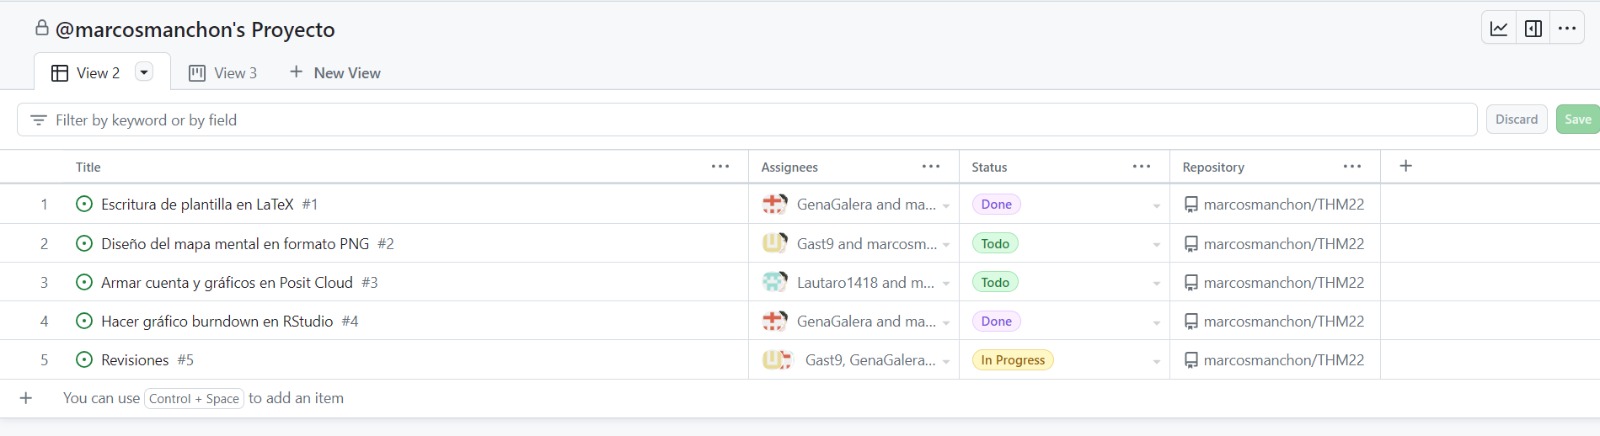 @marcosmanchon's Proyecto
View 2 View 3 + New View
Filter by keyword or by field Discard Save
Title Assignees Status Repository +
1 Escritura de plantilla en LaTeX #1 GenaGalera and ma... Done marcosmanchon/THM22
2 Diseño del mapa mental en formato PNG #2 Gast9 and marcosm... Todo marcosmanchon/THM22
3 Armar cuenta y gráficos en Posit Cloud #3 Lautaro1418 and m... Todo marcosmanchon/THM22
4 Hacer gráfico burndown en RStudio #4 GenaGalera and ma... Done marcosmanchon/THM22
5 Revisiones #5 Gast9, GenaGalera... In Progress marcosmanchon/THM22
+ You can use Control + Space to add an item